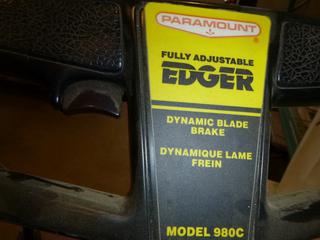 PARAMOUNT
FULLY ADJUSTABLE
EDGER
DYNAMIC BLADE
BRAKE
DYNAMIQUE LAME
FREIN
MODEL 980C